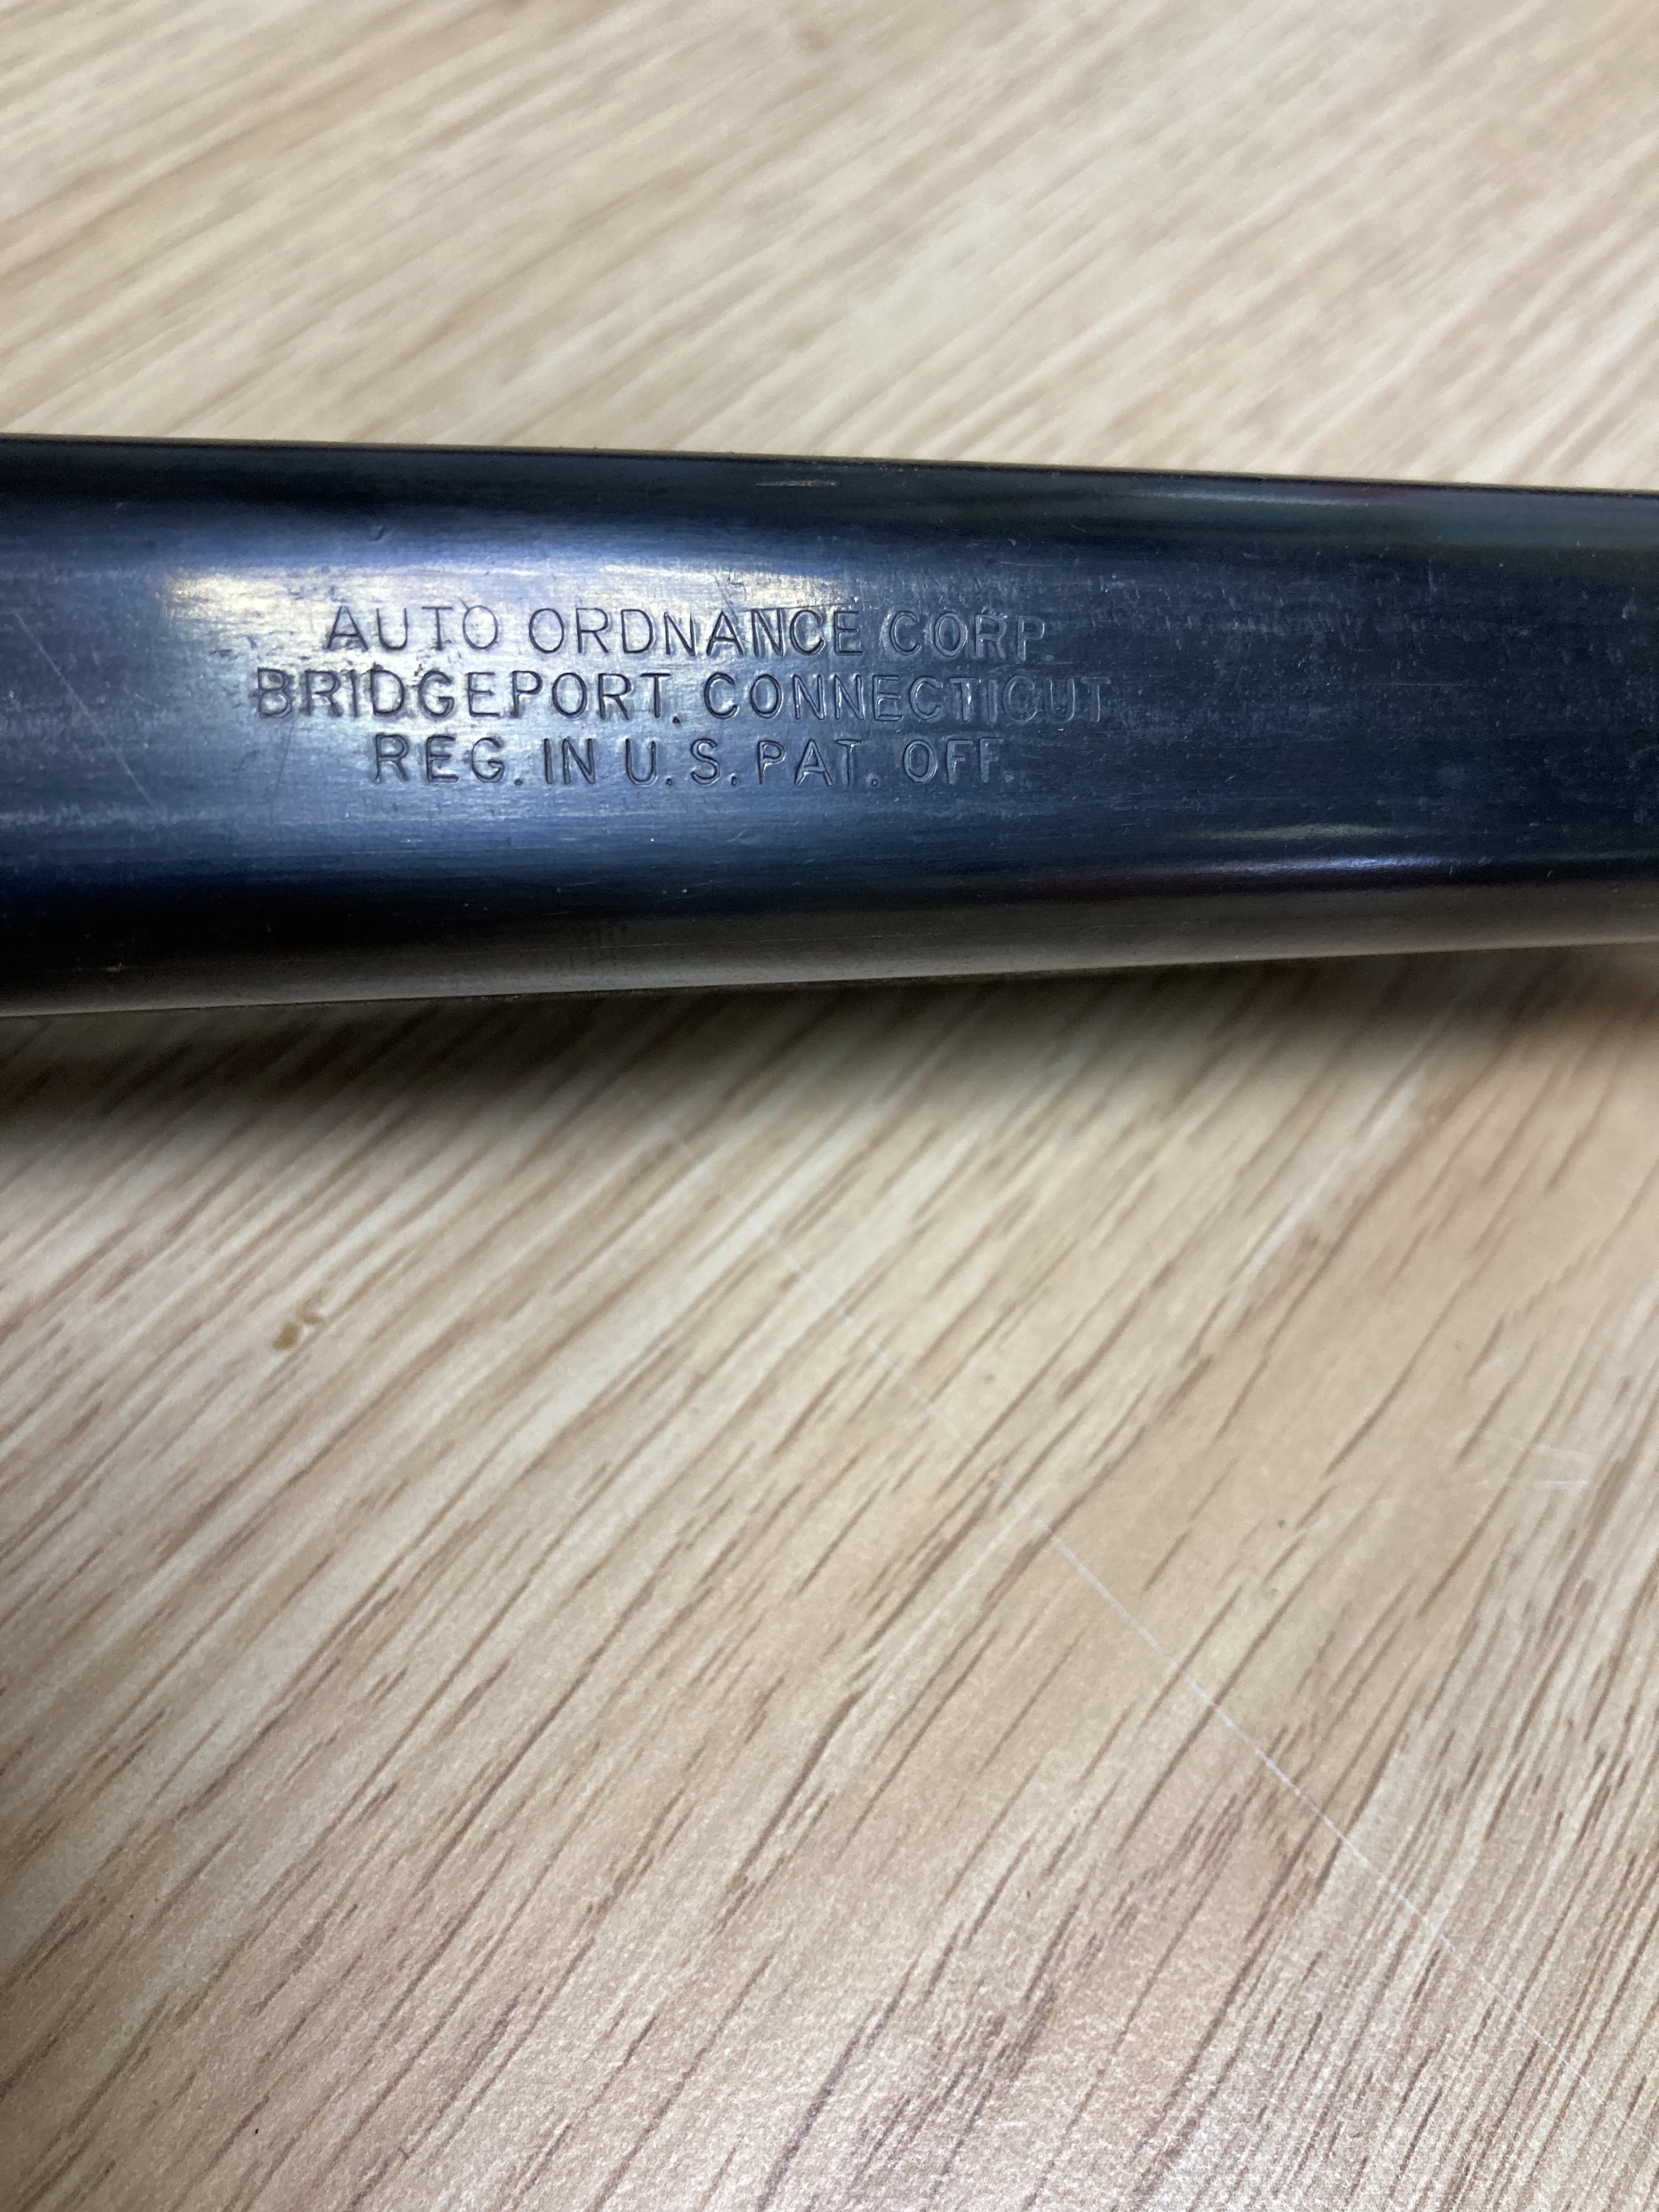 AUTO ORDNANCE CORP.
BRIDGEPORT. CONNECTICUT
REG. IN U.S. PAT. OFF.